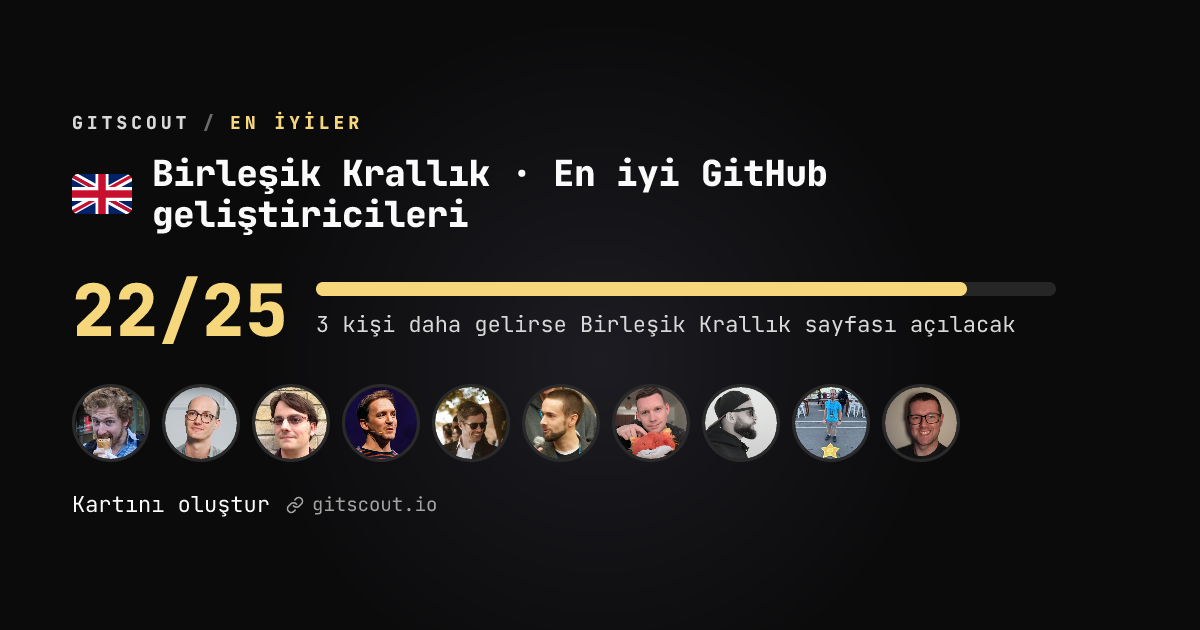 GITSCOUT / EN İYİLER
Birleşik Krallık · En iyi GitHub
geliştiricileri
22/25
3 kişi daha gelirse Birleşik Krallık sayfası açılacak
Kartını oluştur gitscout.io